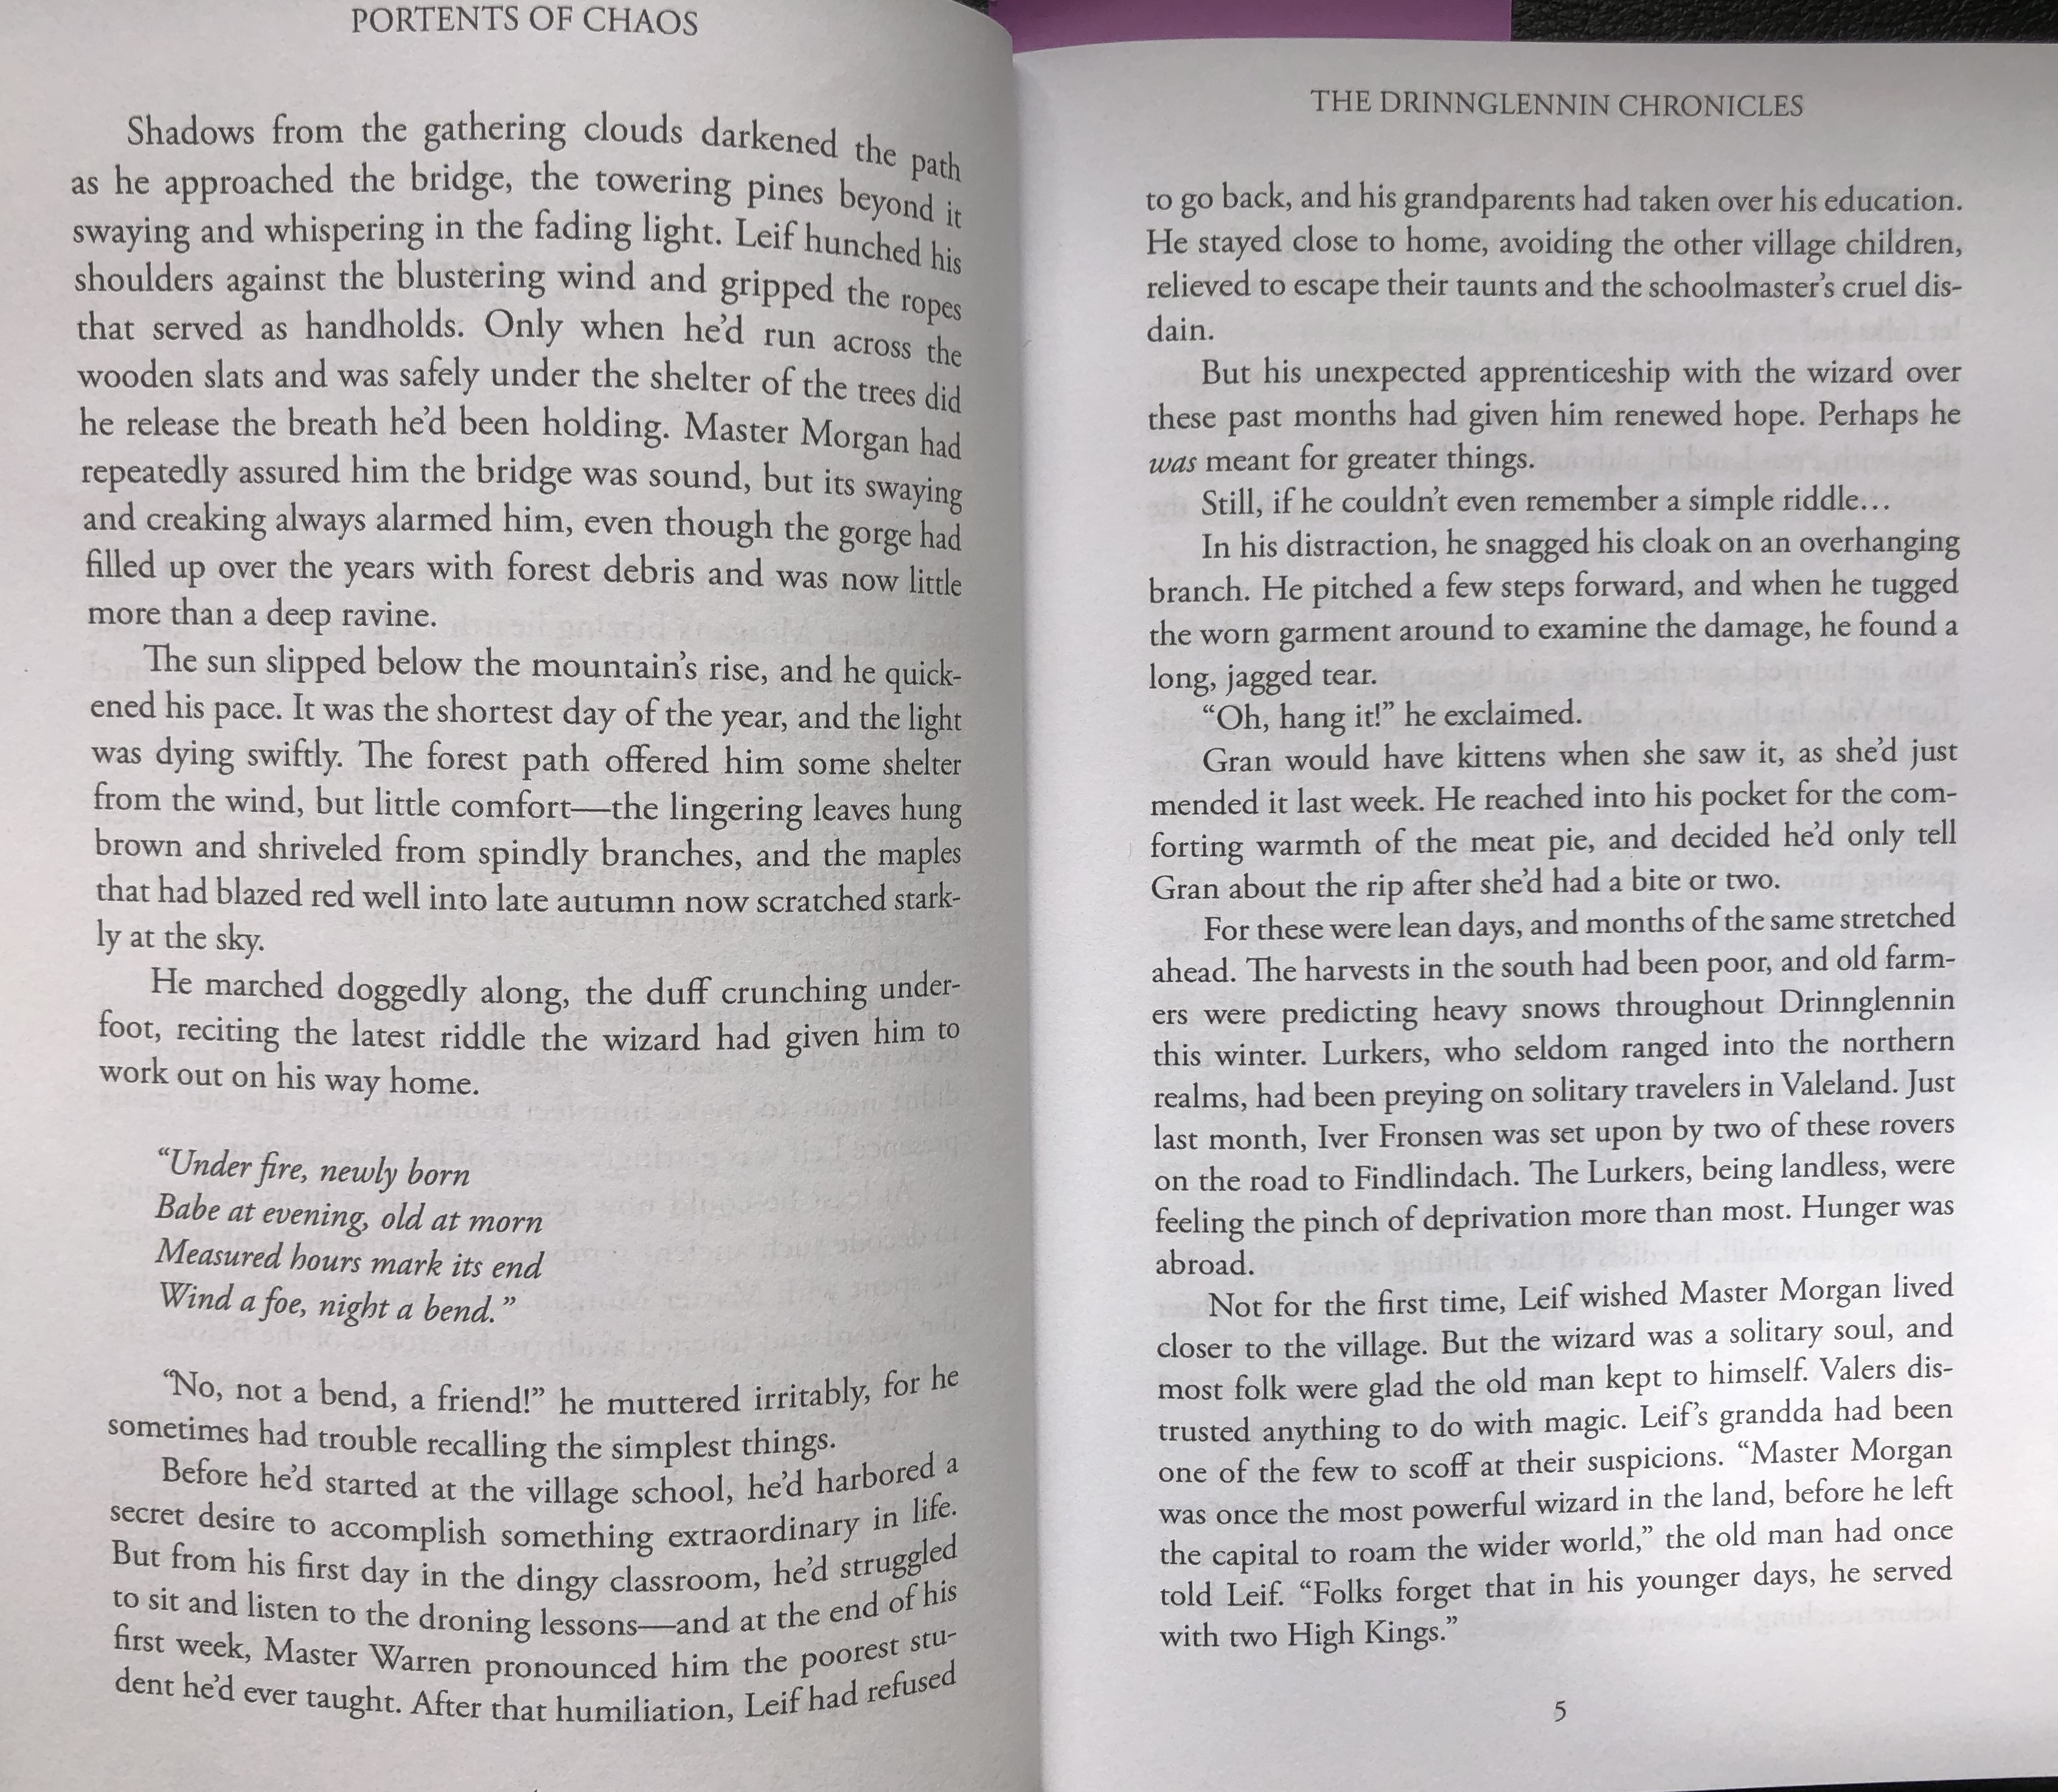 PORTENTS OF CHAOS
Shadows from the gathering clouds darkened the path
as he approached the bridge, the towering pines beyond it
swaying and whispering in the fading light. Leif hunched his
shoulders against the blustering wind and gripped the ropes
that served as handholds. Only when he’d run across the
wooden slats and was safely under the shelter of the trees did
he release the breath he’d been holding. Master Morgan had
repeatedly assured him the bridge was sound, but its swaying
and creaking always alarmed him, even though the gorge had
filled up over the years with forest debris and was now little
more than a deep ravine.
The sun slipped below the mountain’s rise, and he quick-
ened his pace. It was the shortest day of the year, and the light
was dying swiftly. The forest path offered him some shelter
from the wind, but little comfort—the lingering leaves hung
brown and shriveled from spindly branches, and the maples
that had blazed red well into late autumn now scratched stark-
ly at the sky.
He marched doggedly along, the duff crunching under-
foot, reciting the latest riddle the wizard had given him to
work out on his way home.
“Under fire, newly born
Babe at evening, old at morn
Measured hours mark its end
Wind a foe, night a bend.”
“No, not a bend, a friend!” he muttered irritably, for he
sometimes had trouble recalling the simplest things.
Before he’d started at the village school, he’d harbored a
secret desire to accomplish something extraordinary in life.
But from his first day in the dingy classroom, he’d struggled
to sit and listen to the droning lessons—and at the end of his
first week, Master Warren pronounced him the poorest stu-
dent he’d ever taught. After that humiliation, Leif had refused
THE DRINNGLENNIN CHRONICLES
to go back, and his grandparents had taken over his education.
He stayed close to home, avoiding the other village children,
relieved to escape their taunts and the schoolmaster’s cruel dis-
dain.
But his unexpected apprenticeship with the wizard over
these past months had given him renewed hope. Perhaps he
was meant for greater things.
Still, if he couldn’t even remember a simple riddle…
In his distraction, he snagged his cloak on an overhanging
branch. He pitched a few steps forward, and when he tugged
the worn garment around to examine the damage, he found a
long, jagged tear.
“Oh, hang it!” he exclaimed.
Gran would have kittens when she saw it, as she’d just
mended it last week. He reached into his pocket for the com-
forting warmth of the meat pie, and decided he’d only tell
Gran about the rip after she’d had a bite or two.
For these were lean days, and months of the same stretched
ahead. The harvests in the south had been poor, and old farm-
ers were predicting heavy snows throughout Drinnglennin
this winter. Lurkers, who seldom ranged into the northern
realms, had been preying on solitary travelers in Valeland. Just
last month, Iver Fronsen was set upon by two of these rovers
on the road to Findlindach. The Lurkers, being landless, were
feeling the pinch of deprivation more than most. Hunger was
abroad.
Not for the first time, Leif wished Master Morgan lived
closer to the village. But the wizard was a solitary soul, and
most folk were glad the old man kept to himself. Valers dis-
trusted anything to do with magic. Leif’s grandda had been
one of the few to scoff at their suspicions. “Master Morgan
was once the most powerful wizard in the land, before he left
the capital to roam the wider world,” the old man had once
told Leif. “Folks forget that in his younger days, he served
with two High Kings.”
5